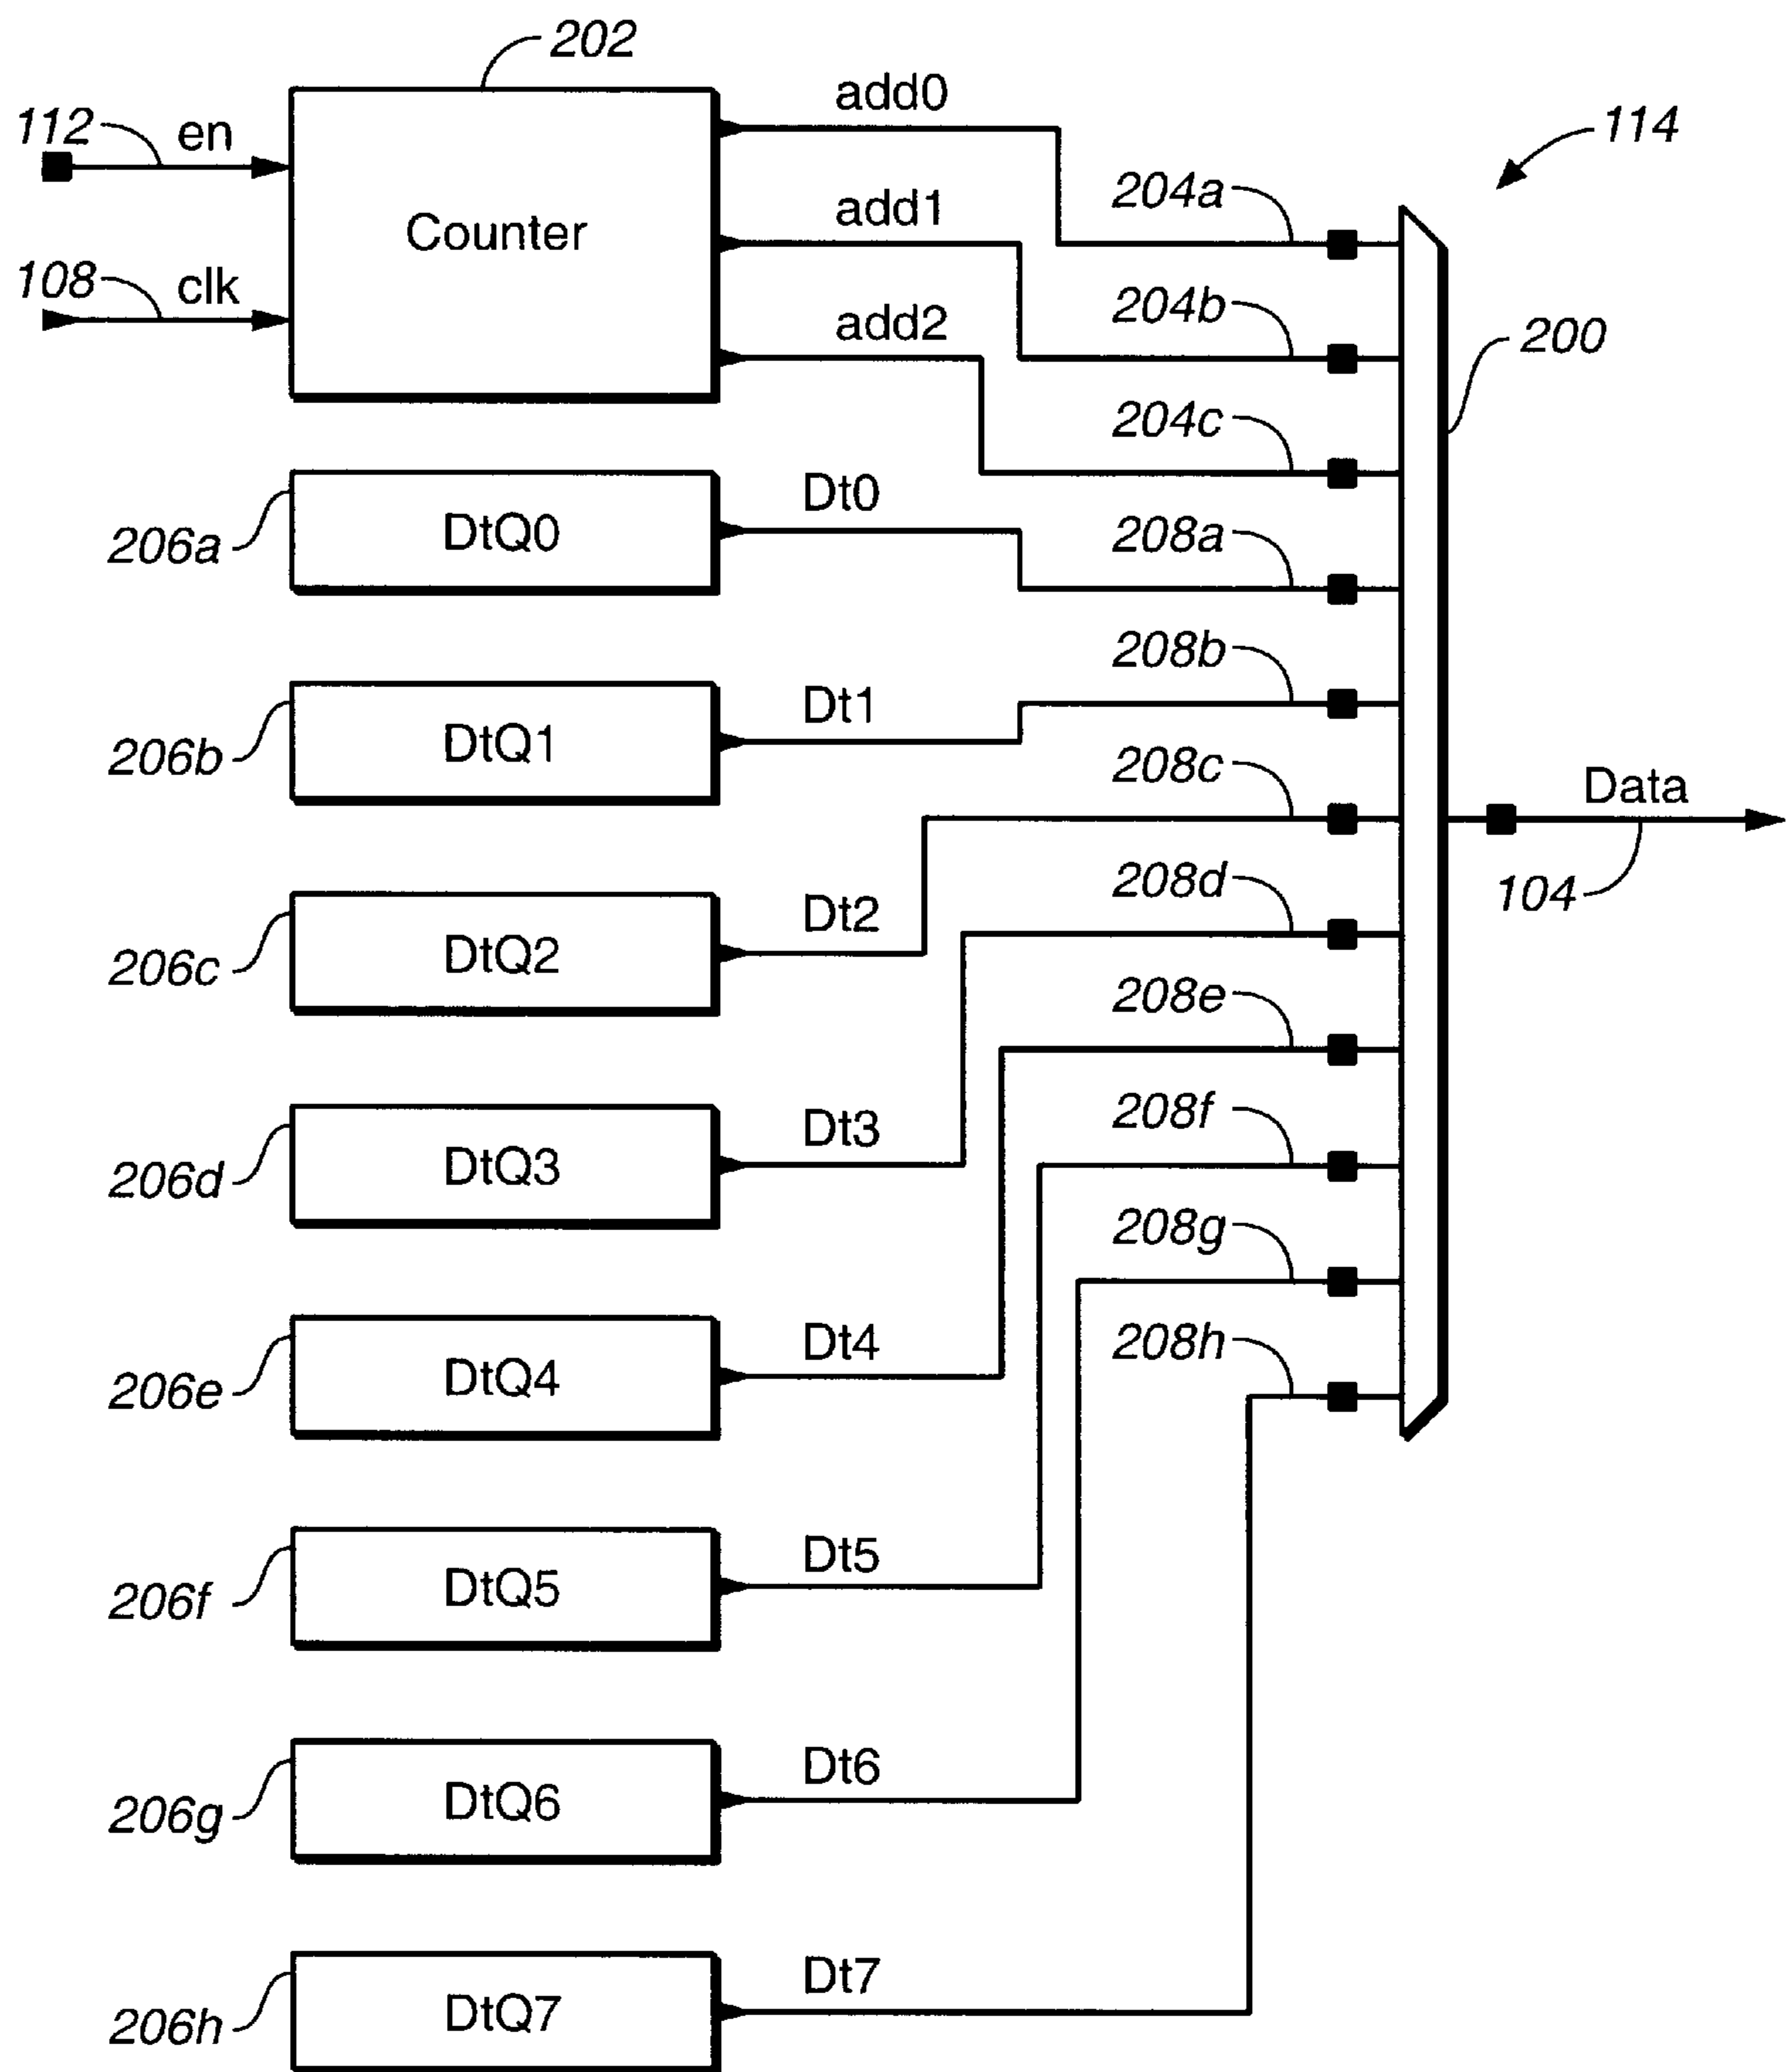 202
112
en
add0
114
Counter
add1
204a
108
clk
add2
204b
200
204c
206a
DtQ0
Dt0
208a
206b
DtQ1
Dt1
208b
208c
Data
104
206c
DtQ2
Dt2
208d
206d
DtQ3
Dt3
208e
208f
206e
DtQ4
Dt4
208g
208h
206f
DtQ5
Dt5
206g
DtQ6
Dt6
206h
DtQ7
Dt7